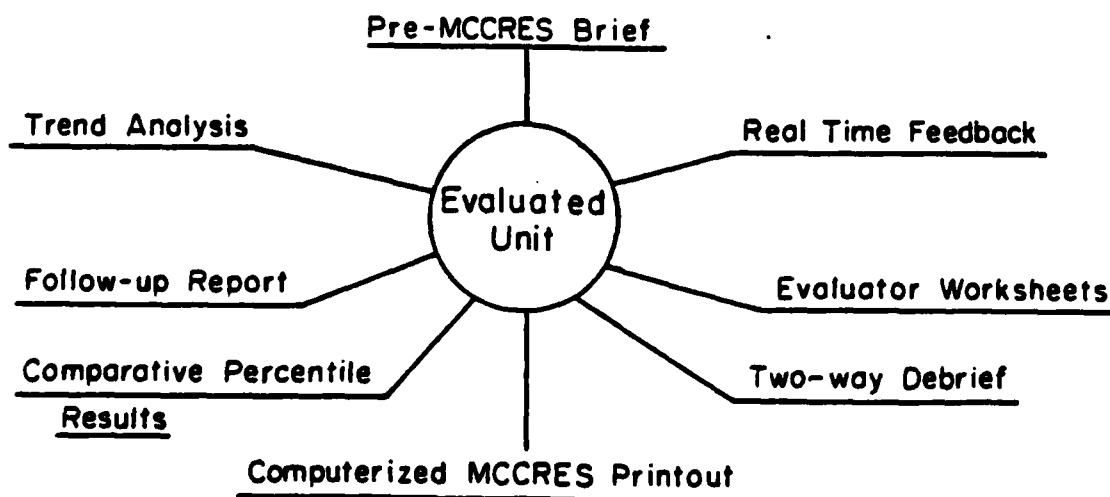 Pre-MCCRES Brief
Trend Analysis
Real Time Feedback
Evaluated
Unit
Follow-up Report
Evaluator Worksheets
Comparative Percentile
Results
Two-way Debrief
Computerized MCCRES Printout